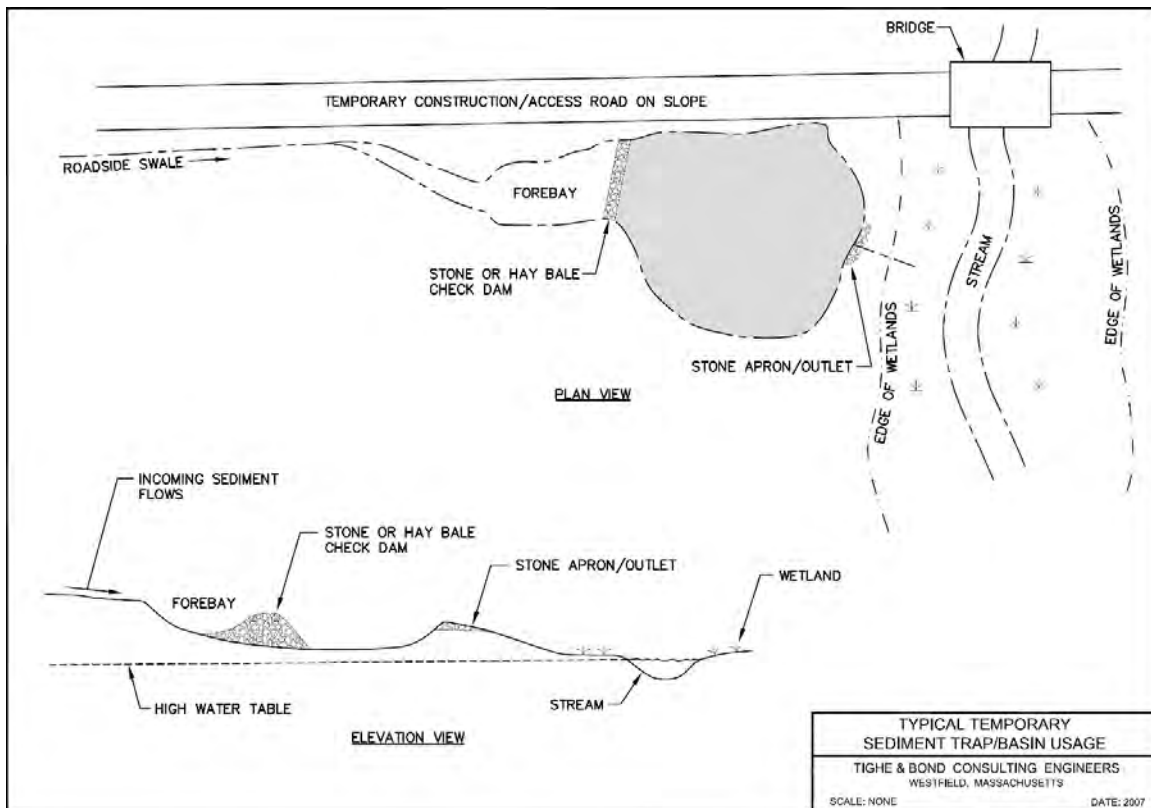 BRIDGE
TEMPORARY CONSTRUCTION/ACCESS ROAD ON SLOPE
ROADSIDE SWALE
FOREBAY
STONE OR HAY BALE
CHECK DAM
STONE APRON/OUTLET
EDGE OF WETLANDS
STREAM
EDGE OF WETLANDS
PLAN VIEW
INCOMING SEDIMENT
FLOWS
STONE OR HAY BALE
CHECK DAM
STONE APRON/OUTLET
WETLAND
FOREBAY
HIGH WATER TABLE
STREAM
ELEVATION VIEW
TYPICAL TEMPORARY
SEDIMENT TRAP/BASIN USAGE
TIGHE & BOND CONSULTING ENGINEERS
WESTFIELD, MASSACHUSETTS
SCALE: NONE DATE: 2007